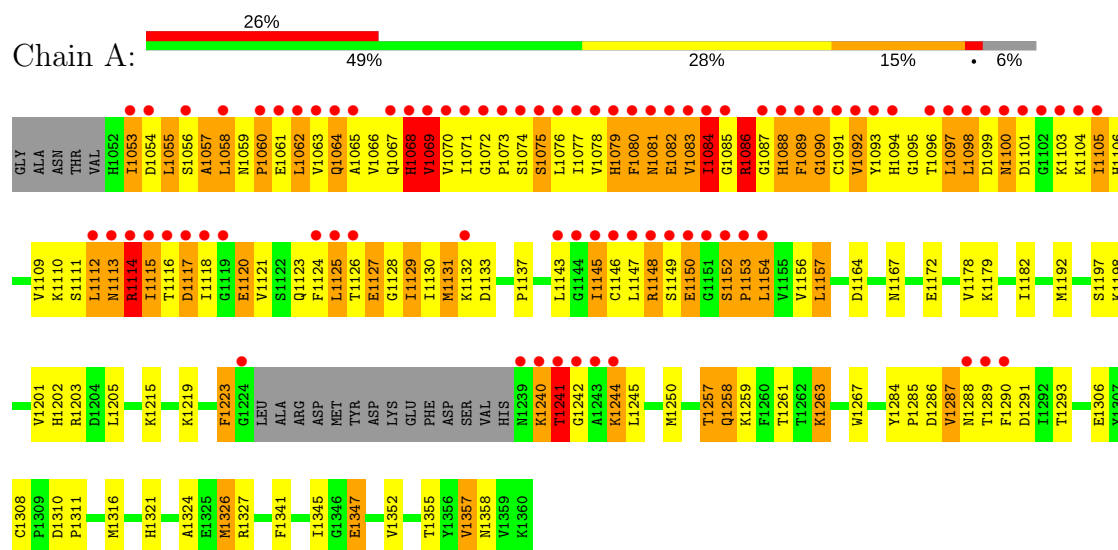 26%
Chain A:
49% 28% 15% • 6%
GLY ALA ASN THR VAL H1052 I1053 D1054 L1055 S1056 A1057 L1058 N1059 P1060 E1061 L1062 V1063 Q1064 A1065 V1066 Q1067 H1068 V1069 V1070 I1071 G1072 P1073 S1074 S1075 L1076 I1077 V1078 H1079 F1080 N1081 E1082 V1083 I1084 G1085 R1086 G1087 H1088 F1089 G1090 C1091 V1092 Y1093 H1094 G1095 T1096 L1097 L1098 D1099 N1100 D1101 G1102 K1103 K1104 I1105 H1106
V1109 K1110 S1111 L1112 N1113 R1114 I1115 T1116 D1117 I1118 G1119 E1120 V1121 S1122 Q1123 F1124 L1125 T1126 E1127 G1128 I1129 I1130 M1131 K1132 D1133 P1137 L1143 G1144 I1145 C1146 L1147 R1148 S1149 E1150 G1151 S1152 P1153 L1154 V1155 V1156 L1157 D1164 N1167 E1172 V1178 K1179 I1182 M1192 S1197 K1198
V1201 H1202 R1203 D1204 L1205 K1215 K1219 F1223 G1224 LEU ALA ARG ASP MET TYR ASP LYS GLU PHE ASP SER VAL HIS N1239 K1240 T1241 G1242 A1243 K1244 L1245 M1250 T1257 Q1258 K1259 F1260 T1261 T1262 K1263 W1267 Y1284 P1285 D1286 V1287 N1288 T1289 F1290 D1291 I1292 T1293 E1306 Y1307
C1308 P1309 D1310 P1311 M1316 H1321 A1324 E1325 M1326 R1327 F1341 I1345 G1346 E1347 V1352 T1355 Y1356 V1357 N1358 V1359 K1360